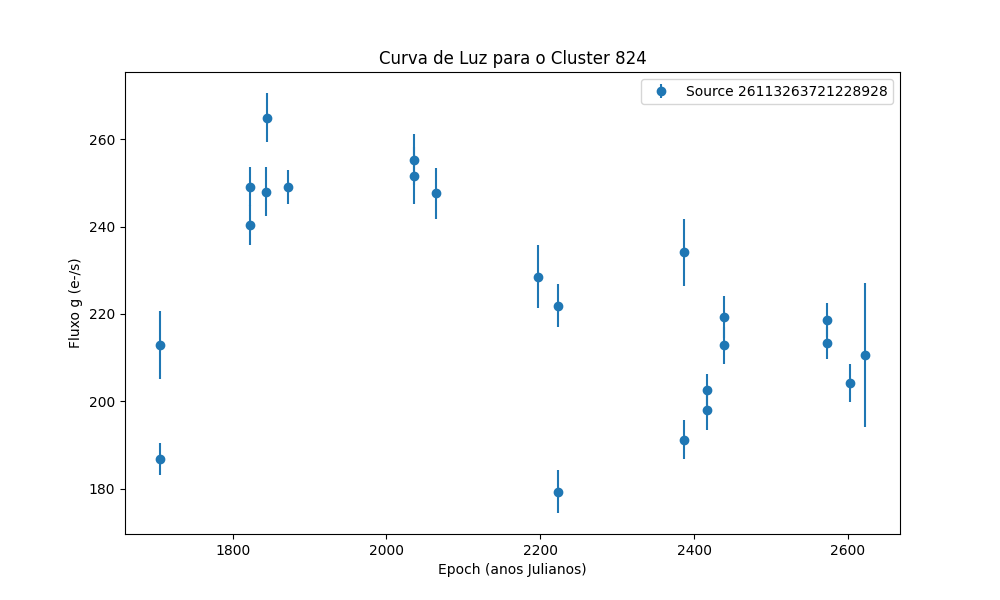 Curva de Luz para o Cluster 824
Source 26113263721228928
Fluxo g (e-/s)
260
240
220
200
180
1800
2000
2200
2400
2600
Epoch (anos Julianos)